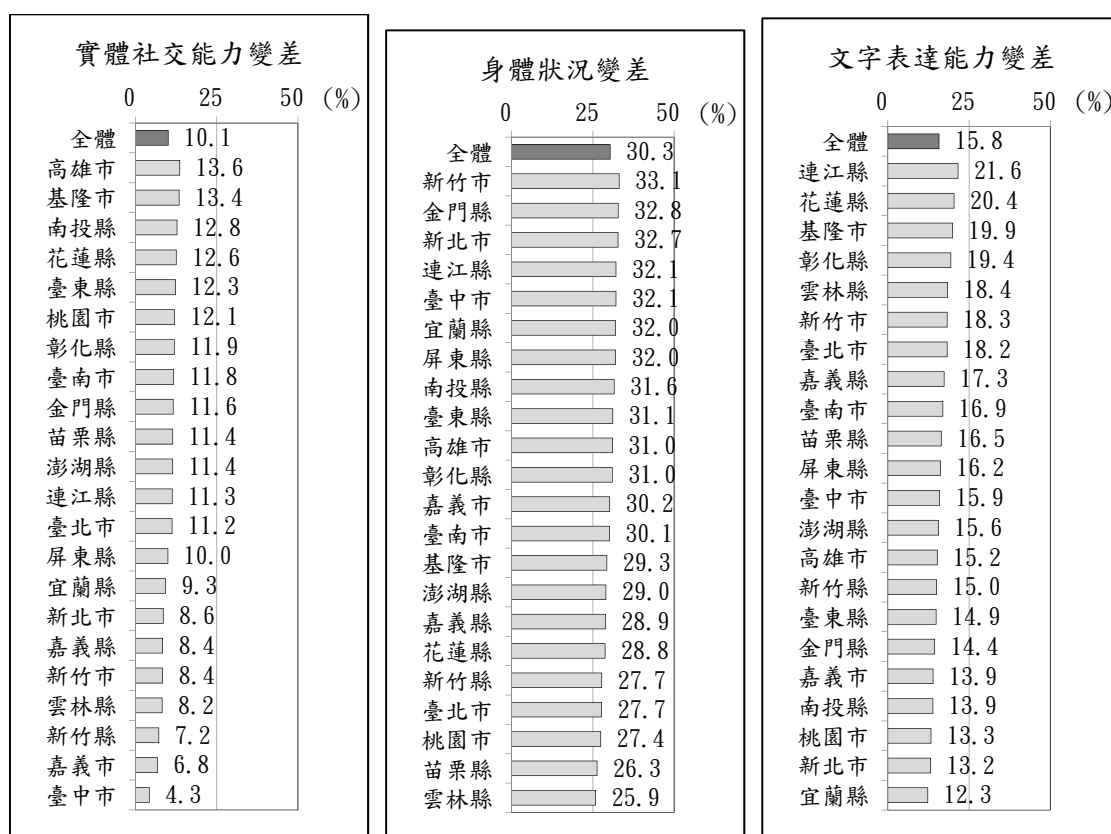 實體社交能力變差
0 25 50 (%)
全體 10.1
高雄市 13.6
基隆市 13.4
南投縣 12.8
花蓮縣 12.6
臺東縣 12.3
桃園市 12.1
彰化縣 11.9
臺南市 11.8
金門縣 11.6
苗栗縣 11.4
澎湖縣 11.4
連江縣 11.3
臺北市 11.2
屏東縣 10.0
宜蘭縣 9.3
新北市 8.6
嘉義縣 8.4
新竹市 8.4
雲林縣 8.2
新竹縣 7.2
嘉義市 6.8
臺中市 4.3
身體狀況變差
0 25 50 (%)
全體 30.3
新竹市 33.1
金門縣 32.8
新北市 32.7
連江縣 32.1
臺中市 32.1
宜蘭縣 32.0
屏東縣 32.0
南投縣 31.6
臺東縣 31.1
高雄市 31.0
彰化縣 31.0
嘉義市 30.2
臺南市 30.1
基隆市 29.3
澎湖縣 29.0
嘉義縣 28.9
花蓮縣 28.8
新竹縣 27.7
臺北市 27.7
桃園市 27.4
苗栗縣 26.3
雲林縣 25.9
文字表達能力變差
0 25 50 (%)
全體 15.8
連江縣 21.6
花蓮縣 20.4
基隆市 19.9
彰化縣 19.4
雲林縣 18.4
新竹市 18.3
臺北市 18.2
嘉義縣 17.3
臺南市 16.9
苗栗縣 16.5
屏東縣 16.2
臺中市 15.9
澎湖縣 15.6
高雄市 15.2
新竹縣 15.0
臺東縣 14.9
金門縣 14.4
嘉義市 13.9
南投縣 13.9
桃園市 13.3
新北市 13.2
宜蘭縣 12.3